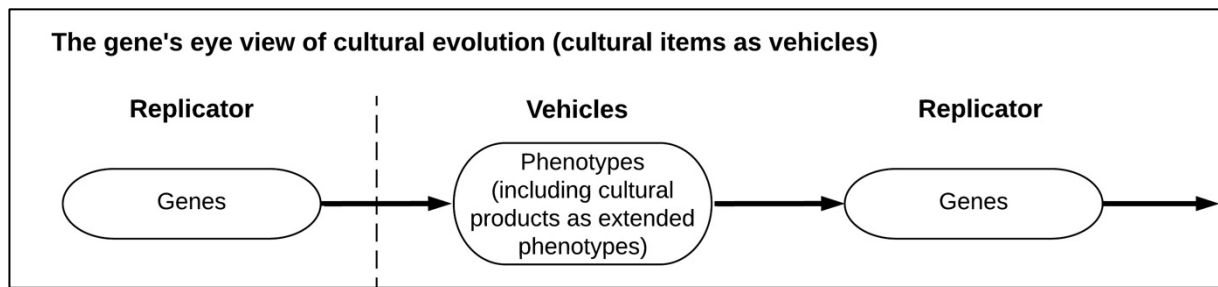 The gene's eye view of cultural evolution (cultural items as vehicles)
Replicator
Vehicles
Replicator
Genes
Phenotypes
(including cultural
products as extended
phenotypes)
Genes